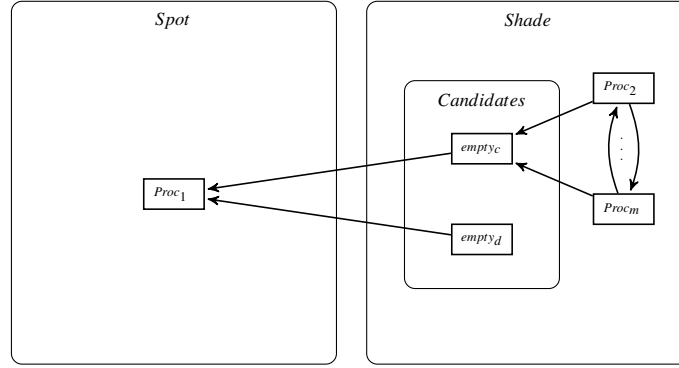 Spot
Shade
Candidates
Proc2
emptyc
Proc1
Procm
emptyd